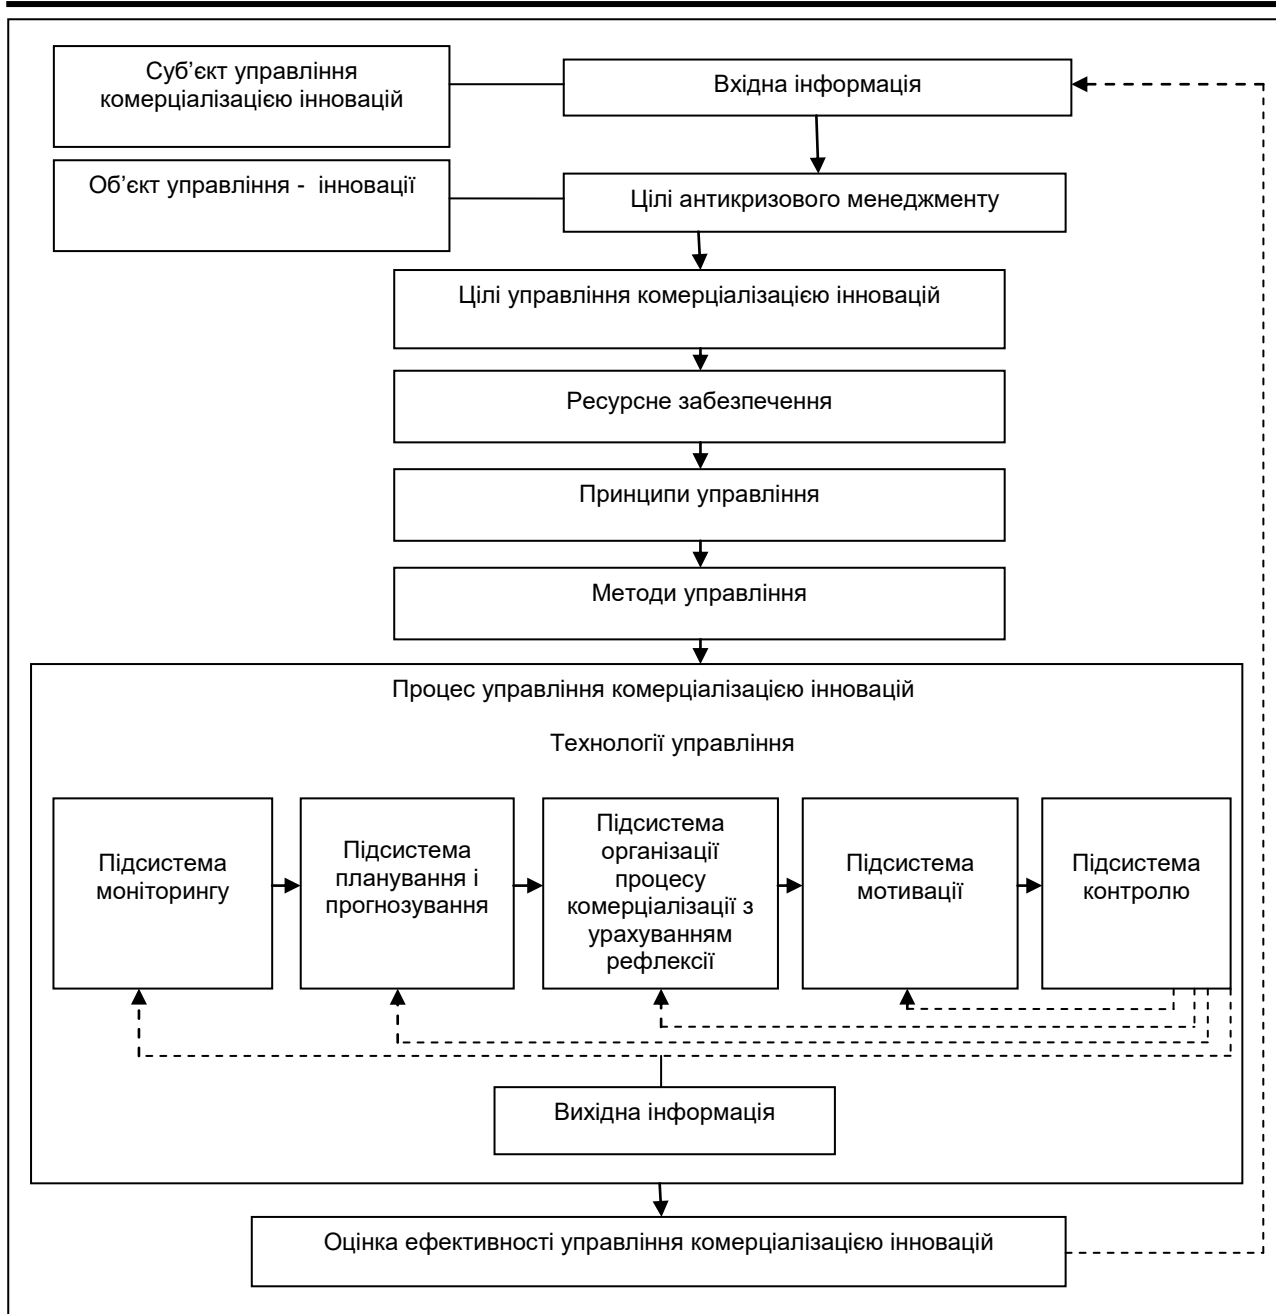 Суб’єкт управління
комерціалізацією інновацій
Вхідна інформація
Об’єкт управління - інновації
Цілі антикризового менеджменту
Цілі управління комерціалізацією інновацій
Ресурсне забезпечення
Принципи управління
Методи управління
Процес управління комерціалізацією інновацій
Технології управління
Підсистема
моніторингу
Підсистема
планування і
прогнозування
Підсистема
організації
процесу
комерціалізації з
урахуванням
рефлексії
Підсистема
мотивації
Підсистема
контролю
Вихідна інформація
Оцінка ефективності управління комерціалізацією інновацій